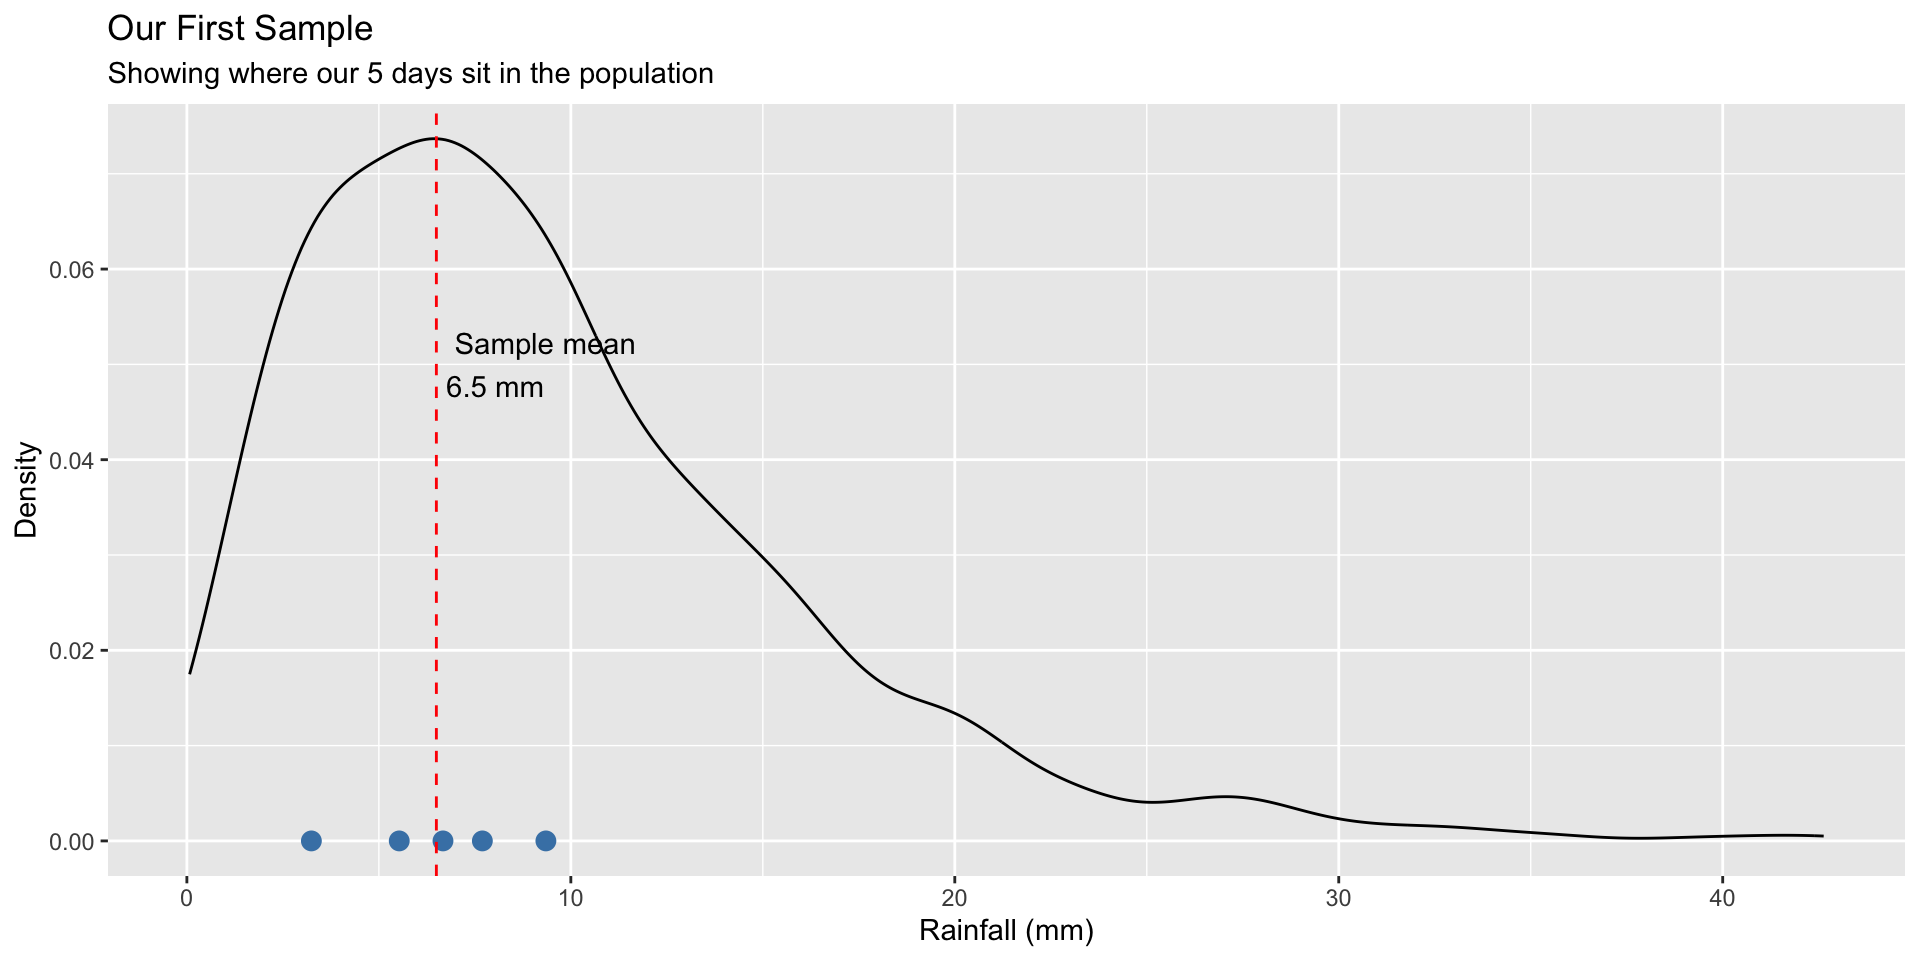 Our First Sample
Showing where our 5 days sit in the population
Density
0.06
0.04
0.02
0.00
Sample mean
6.5 mm
0
10
20
30
40
Rainfall (mm)